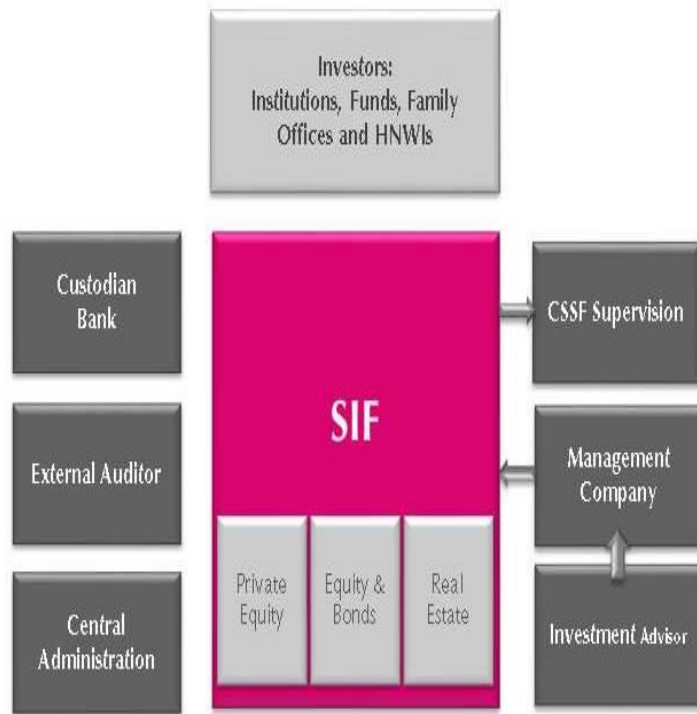 Investors:
Institutions, Funds, Family
Offices and HNWIs
Custodian
Bank
CSSF Supervision
SIF
External Auditor
Management
Company
Private
Equity
Equity &
Bonds
Real
Estate
Central
Administration
Investment Advisor